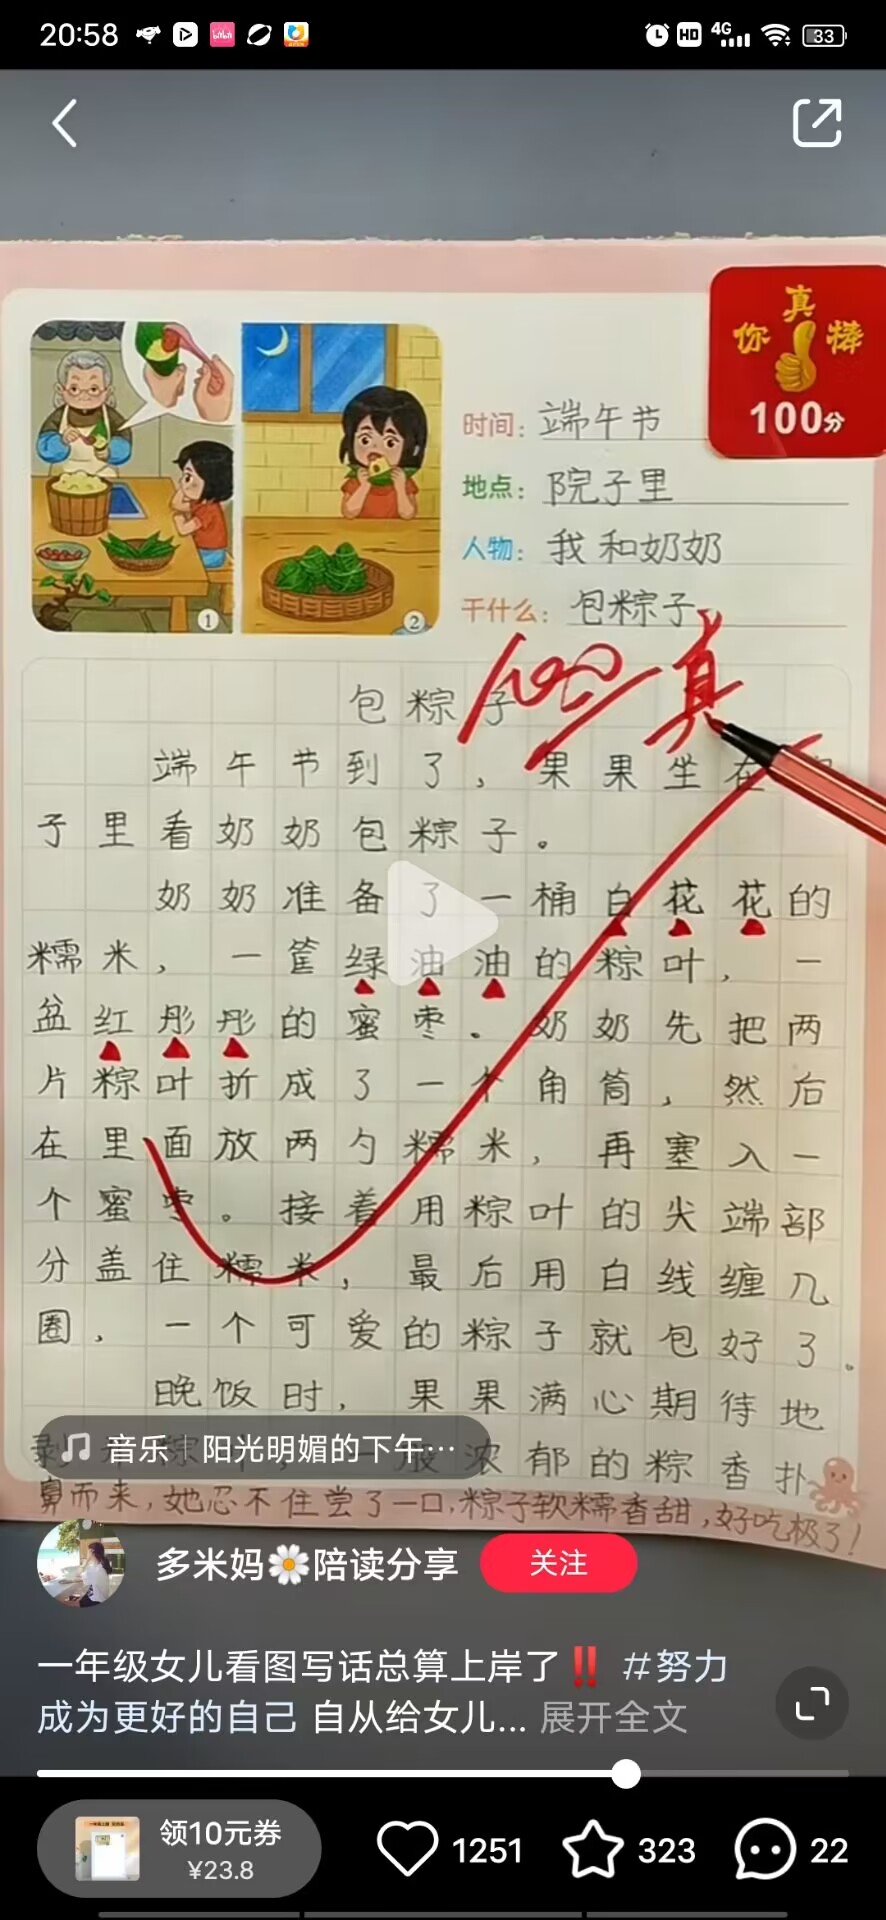 20:58
HD 4G 33
真
你 棒
100分
时间：端午节
地点：院子里
人物：我和奶奶
干什么：包粽子
1 2
100 真
包粽子
端午节到了，果果坐在
子里看奶奶包粽子。
奶奶准备了一桶白花花的
糯米，一筐绿油油的粽叶，一
盆红彤彤的蜜枣。奶奶先把两
片粽叶折成了一个角筒，然后
在里面放两勺糯米，再塞入一
个蜜枣。接着用粽叶的尖端部
分盖住糯米，最后用白线缠几
圈，一个可爱的粽子就包好了。
晚饭时，果果满心期待地
浓郁的粽香扑
鼻而来，她忍不住尝了一口，粽子软糯香甜，好吃极了！
音乐 | 阳光明媚的下午...
多米妈🌼陪读分享 关注
一年级女儿看图写话总算上岸了‼️ #努力
成为更好的自己 自从给女儿... 展开全文
领10元券
¥23.8
1251 323 22